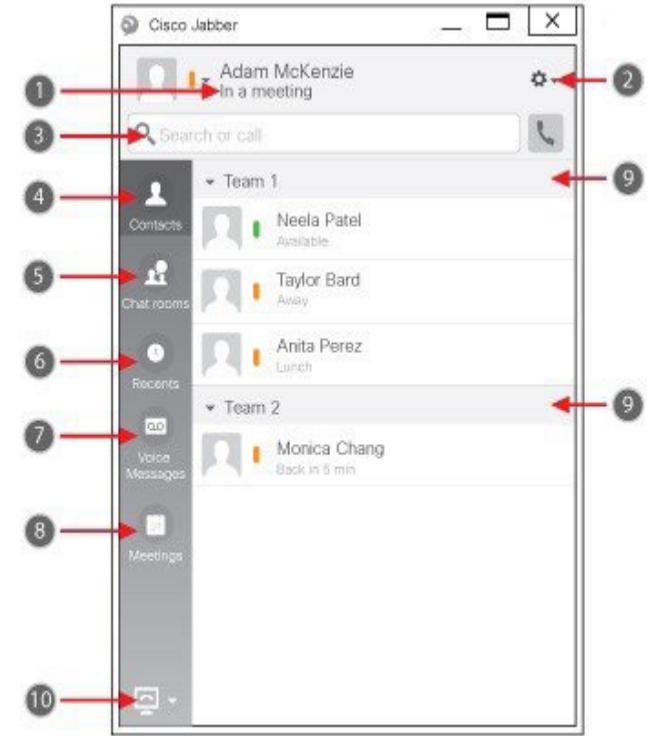 Cisco Jabber
Adam McKenzie
1
In a meeting
2
3
Search or call
4
Contacts
Team 1
9
Neela Patel
Available
5
Chat rooms
Taylor Bard
Away
6
Recents
Anita Perez
Lunch
Team 2
9
7
Voice
Messages
Monica Chang
Back in 5 min
8
Meetings
10